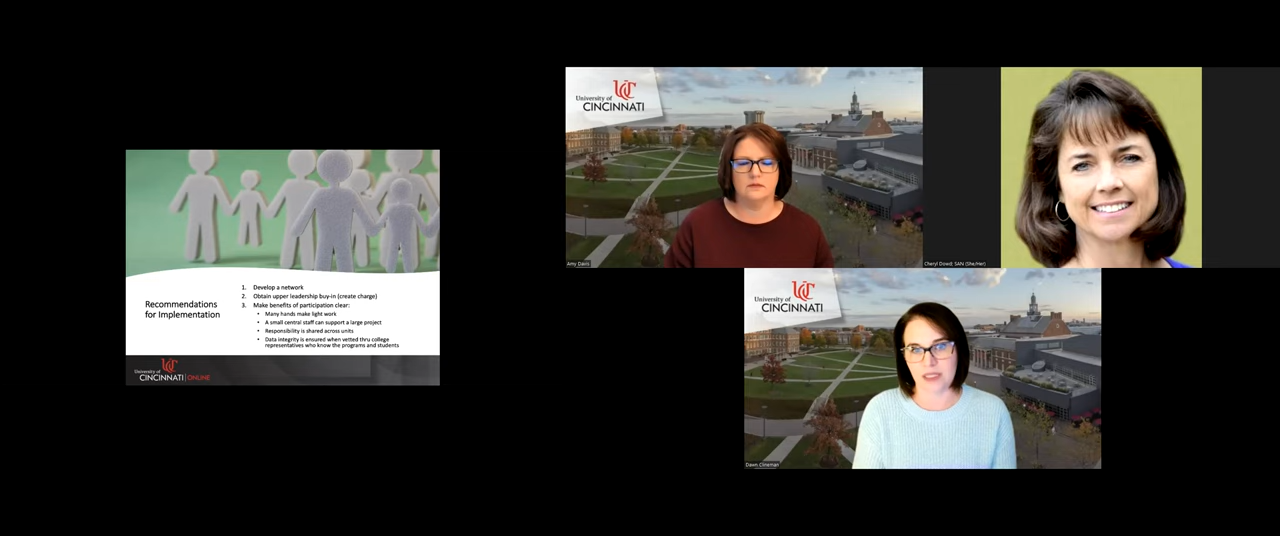 Recommendations
for Implementation
1. Develop a network
2. Obtain upper leadership buy-in (create charge)
3. Make benefits of participation clear:
• Many hands make light work
• A small central staff can support a large project
• Responsibility is shared across units
• Data integrity is ensured when vetted thru college
representatives who know the programs and students
University of
CINCINNATI | ONLINE
University of
CINCINNATI
Amy Davis
Cheryl Dowd; SAN (She/Her)
University of
CINCINNATI
Dawn Clineman